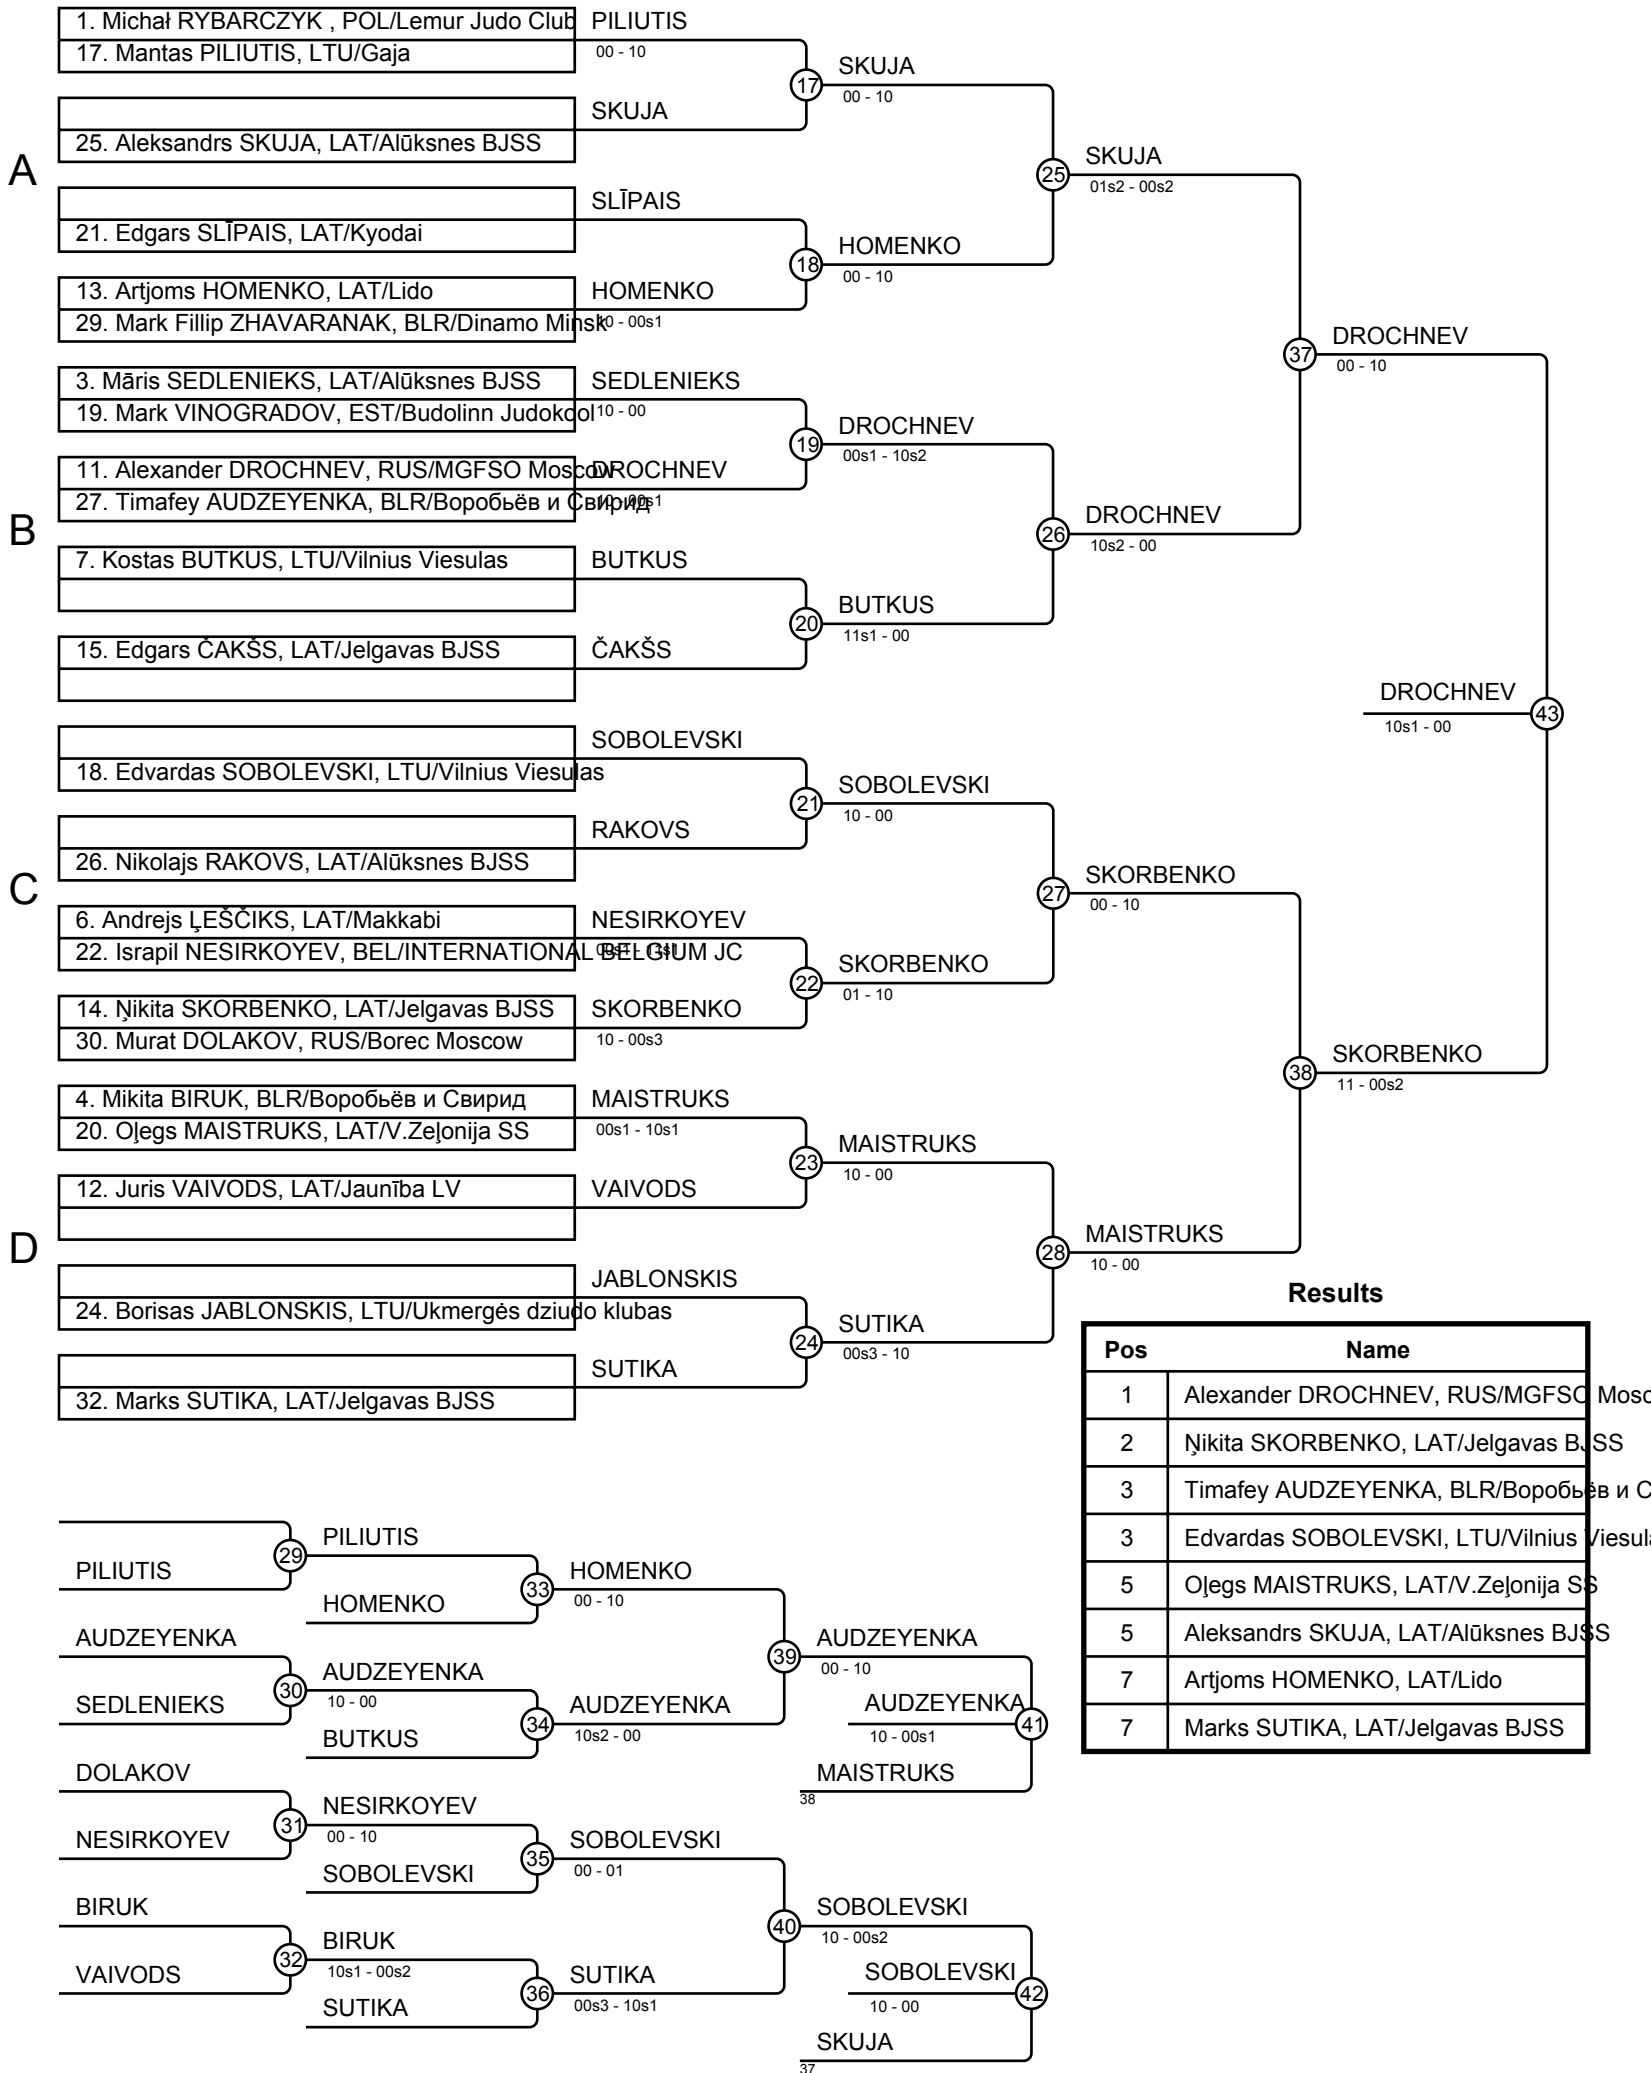 1. Michał RYBARCZYK , POL/Lemur Judo Club
PILIUTIS
17. Mantas PILIUTIS, LTU/Gaja
00 - 10
SKUJA
17
00 - 10
SKUJA
25. Aleksandrs SKUJA, LAT/Alūksnes BJSS
A
SKUJA
25
01s2 - 00s2
SLĪPAIS
21. Edgars SLĪPAIS, LAT/Kyodai
HOMENKO
18
00 - 10
13. Artjoms HOMENKO, LAT/Lido
HOMENKO
29. Mark Fillip ZHAVARANAK, BLR/Dinamo Minsk
10 - 00s1
DROCHNEV
37
00 - 10
3. Māris SEDLENIEKS, LAT/Alūksnes BJSS
SEDLENIEKS
19. Mark VINOGRADOV, EST/Budolinn Judokool
10 - 00
DROCHNEV
19
00s1 - 10s2
11. Alexander DROCHNEV, RUS/MGFSO Moscow
DROCHNEV
27. Timafey AUDZEYENKA, BLR/Воробьёв и Свирид
10 - 00s1
B
DROCHNEV
26
10s2 - 00
7. Kostas BUTKUS, LTU/Vilnius Viesulas
BUTKUS
BUTKUS
20
11s1 - 00
15. Edgars ČAKŠS, LAT/Jelgavas BJSS
ČAKŠS
DROCHNEV
43
10s1 - 00
SOBOLEVSKI
18. Edvardas SOBOLEVSKI, LTU/Vilnius Viesulas
SOBOLEVSKI
21
10 - 00
RAKOVS
26. Nikolajs RAKOVS, LAT/Alūksnes BJSS
C
SKORBENKO
27
00 - 10
6. Andrejs ĻEŠČIKS, LAT/Makkabi
NESIRKOYEV
22. Israpil NESIRKOYEV, BEL/INTERNATIONAL BELGIUM JC
00s1 - 11s1
SKORBENKO
22
01 - 10
14. Ņikita SKORBENKO, LAT/Jelgavas BJSS
SKORBENKO
30. Murat DOLAKOV, RUS/Borec Moscow
10 - 00s3
SKORBENKO
38
11 - 00s2
4. Mikita BIRUK, BLR/Воробьёв и Свирид
MAISTRUKS
20. Oļegs MAISTRUKS, LAT/V.Zeļonija SS
00s1 - 10s1
MAISTRUKS
23
10 - 00
12. Juris VAIVODS, LAT/Jaunība LV
VAIVODS
D
MAISTRUKS
28
10 - 00
JABLONSKIS
24. Borisas JABLONSKIS, LTU/Ukmergės dziudo klubas
SUTIKA
24
00s3 - 10
SUTIKA
32. Marks SUTIKA, LAT/Jelgavas BJSS
Results
Pos Name
1 Alexander DROCHNEV, RUS/MGFSO Mosc
2 Ņikita SKORBENKO, LAT/Jelgavas BJSS
3 Timafey AUDZEYENKA, BLR/Воробьёв и С
3 Edvardas SOBOLEVSKI, LTU/Vilnius Viesula
5 Oļegs MAISTRUKS, LAT/V.Zeļonija SS
5 Aleksandrs SKUJA, LAT/Alūksnes BJSS
7 Artjoms HOMENKO, LAT/Lido
7 Marks SUTIKA, LAT/Jelgavas BJSS
PILIUTIS
29
PILIUTIS
HOMENKO
33
00 - 10
HOMENKO
AUDZEYENKA
AUDZEYENKA
39
00 - 10
AUDZEYENKA
30
10 - 00
SEDLENIEKS
AUDZEYENKA
34
10s2 - 00
BUTKUS
AUDZEYENKA
41
10 - 00s1
MAISTRUKS
38
DOLAKOV
NESIRKOYEV
31
00 - 10
NESIRKOYEV
SOBOLEVSKI
35
00 - 01
SOBOLEVSKI
BIRUK
SOBOLEVSKI
40
10 - 00s2
BIRUK
32
10s1 - 00s2
VAIVODS
SUTIKA
36
00s3 - 10s1
SUTIKA
SOBOLEVSKI
42
10 - 00
SKUJA
37